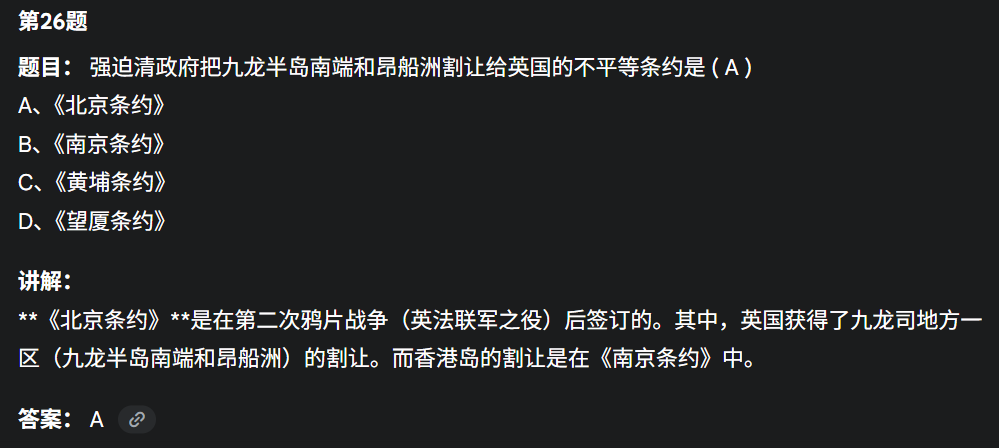 第26题
题目： 强迫清政府把九龙半岛南端和昂船洲割让给英国的不平等条约是 ( A )
A、《北京条约》
B、《南京条约》
C、《黄埔条约》
D、《望厦条约》
讲解：
**《北京条约》**是在第二次鸦片战争（英法联军之役）后签订的。其中，英国获得了九龙司地方一
区（九龙半岛南端和昂船洲）的割让。而香港岛的割让是在《南京条约》中。
答案： A